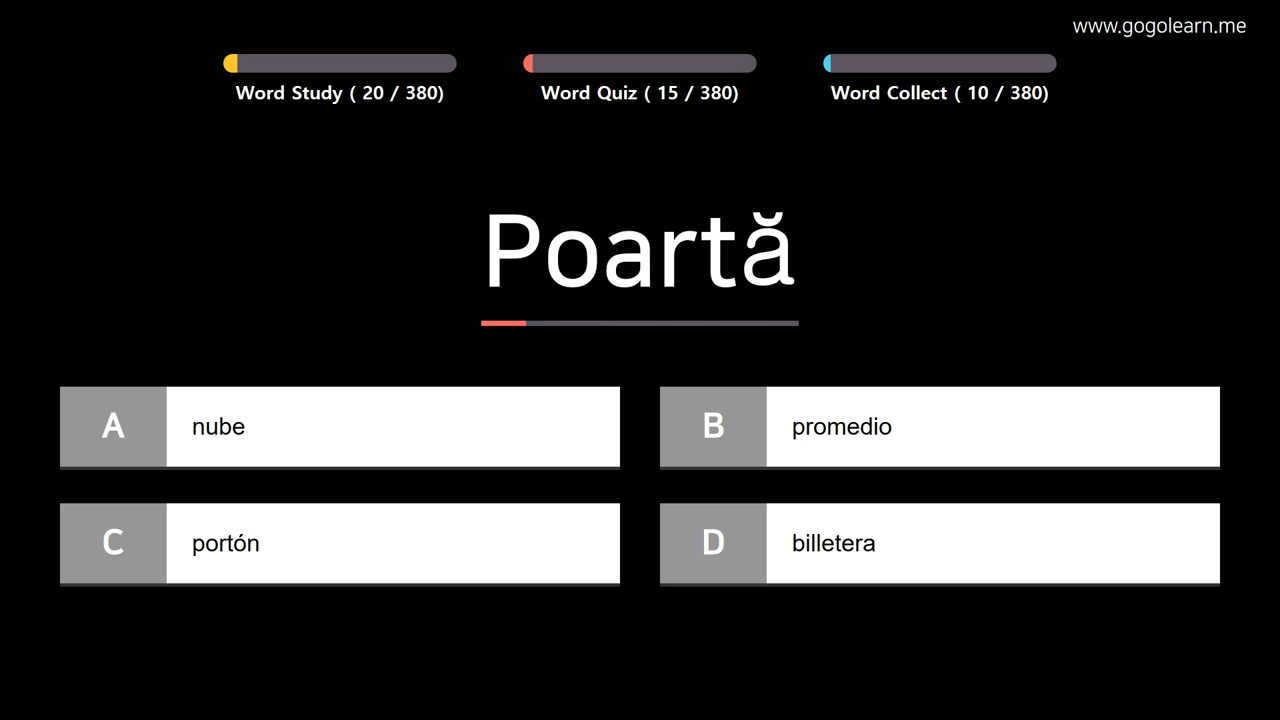 www.gogolearn.me
Word Study ( 20 / 380)
Word Quiz ( 15 / 380)
Word Collect ( 10 / 380)
Poartă
A nube
B promedio
C portón
D billetera